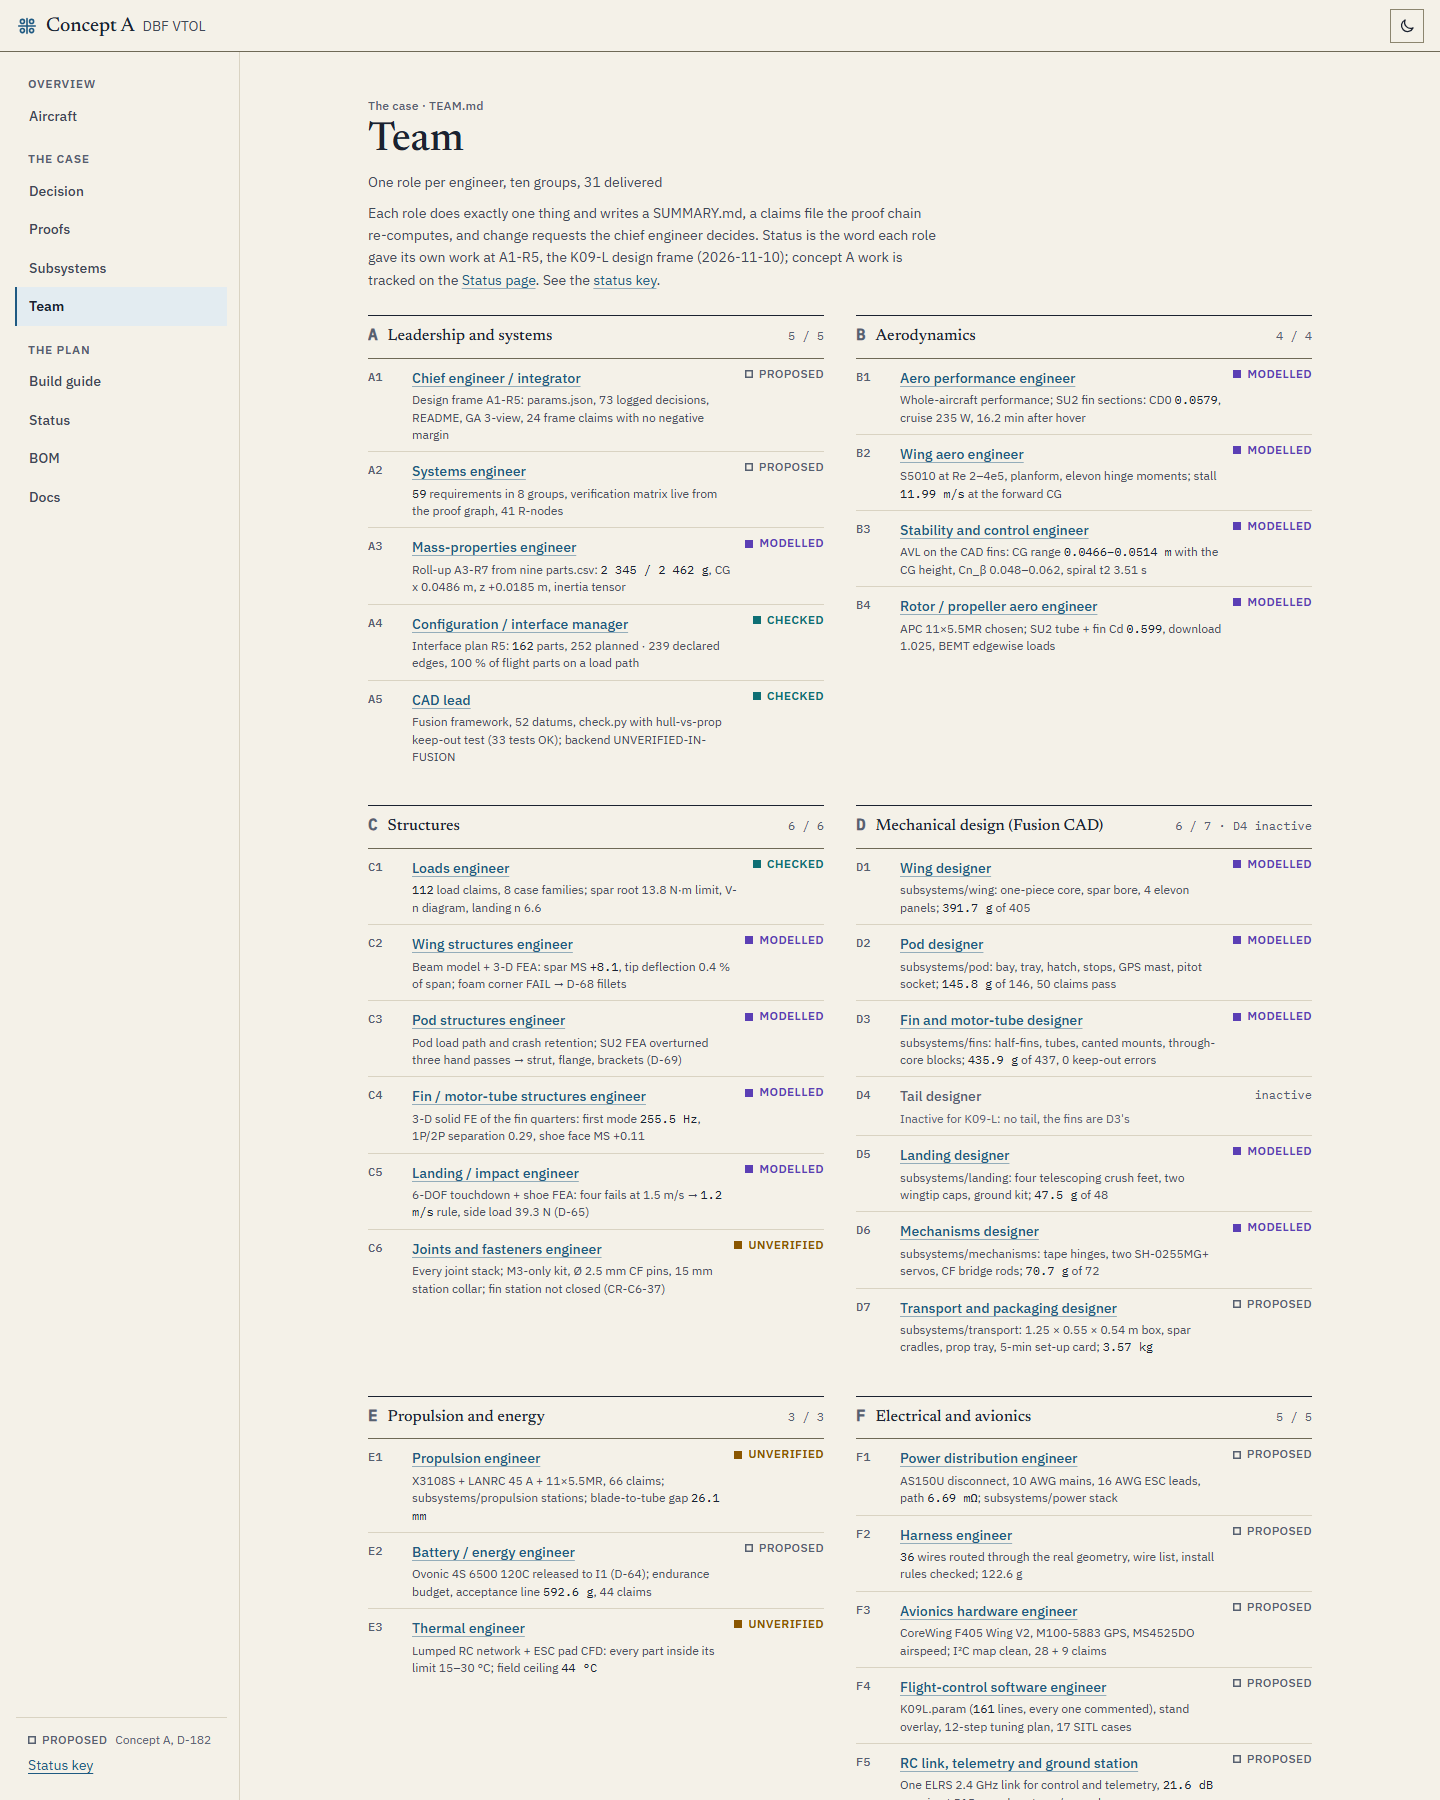 Concept A DBF VTOL
OVERVIEW
Aircraft
THE CASE
Decision
Proofs
Subsystems
Team
THE PLAN
Build guide
Status
BOM
Docs
PROPOSED Concept A, D-182
Status key
The case · TEAM.md
Team
One role per engineer, ten groups, 31 delivered
Each role does exactly one thing and writes a SUMMARY.md, a claims file the proof chain
re-computes, and change requests the chief engineer decides. Status is the word each role
gave its own work at A1-R5, the K09-L design frame (2026-11-10); concept A work is
tracked on the Status page. See the status key.
A Leadership and systems 5 / 5
A1 Chief engineer / integrator PROPOSED
Design frame A1-R5: params.json, 73 logged decisions,
README, GA 3-view, 24 frame claims with no negative
margin
A2 Systems engineer PROPOSED
59 requirements in 8 groups, verification matrix live from
the proof graph, 41 R-nodes
A3 Mass-properties engineer MODELLED
Roll-up A3-R7 from nine parts.csv: 2 345 / 2 462 g, CG
x 0.0486 m, z +0.0185 m, inertia tensor
A4 Configuration / interface manager CHECKED
Interface plan R5: 162 parts, 252 planned · 239 declared
edges, 100 % of flight parts on a load path
A5 CAD lead CHECKED
Fusion framework, 52 datums, check.py with hull-vs-prop
keep-out test (33 tests OK); backend UNVERIFIED-IN-
FUSION
B Aerodynamics 4 / 4
B1 Aero performance engineer MODELLED
Whole-aircraft performance; SU2 fin sections: CD0 0.0579,
cruise 235 W, 16.2 min after hover
B2 Wing aero engineer MODELLED
S5010 at Re 2–4e5, planform, elevon hinge moments; stall
11.99 m/s at the forward CG
B3 Stability and control engineer MODELLED
AVL on the CAD fins: CG range 0.0466–0.0514 m with the
CG height, Cn_β 0.048–0.062, spiral t2 3.51 s
B4 Rotor / propeller aero engineer MODELLED
APC 11×5.5MR chosen; SU2 tube + fin Cd 0.599, download
1.025, BEMT edgewise loads
C Structures 6 / 6
C1 Loads engineer CHECKED
112 load claims, 8 case families; spar root 13.8 N·m limit, V-
n diagram, landing n 6.6
C2 Wing structures engineer MODELLED
Beam model + 3-D FEA: spar MS +8.1, tip deflection 0.4 %
of span; foam corner FAIL → D-68 fillets
C3 Pod structures engineer MODELLED
Pod load path and crash retention; SU2 FEA overturned
three hand passes → strut, flange, brackets (D-69)
C4 Fin / motor-tube structures engineer MODELLED
3-D solid FE of the fin quarters: first mode 255.5 Hz,
1P/2P separation 0.29, shoe face MS +0.11
C5 Landing / impact engineer MODELLED
6-DOF touchdown + shoe FEA: four fails at 1.5 m/s → 1.2
m/s rule, side load 39.3 N (D-65)
C6 Joints and fasteners engineer UNVERIFIED
Every joint stack; M3-only kit, Ø 2.5 mm CF pins, 15 mm
station collar; fin station not closed (CR-C6-37)
D Mechanical design (Fusion CAD) 6 / 7 · D4 inactive
D1 Wing designer MODELLED
subsystems/wing: one-piece core, spar bore, 4 elevon
panels; 391.7 g of 405
D2 Pod designer MODELLED
subsystems/pod: bay, tray, hatch, stops, GPS mast, pitot
socket; 145.8 g of 146, 50 claims pass
D3 Fin and motor-tube designer MODELLED
subsystems/fins: half-fins, tubes, canted mounts, through-
core blocks; 435.9 g of 437, 0 keep-out errors
D4 Tail designer inactive
Inactive for K09-L: no tail, the fins are D3's
D5 Landing designer MODELLED
subsystems/landing: four telescoping crush feet, two
wingtip caps, ground kit; 47.5 g of 48
D6 Mechanisms designer MODELLED
subsystems/mechanisms: tape hinges, two SH-0255MG+
servos, CF bridge rods; 70.7 g of 72
D7 Transport and packaging designer PROPOSED
subsystems/transport: 1.25 × 0.55 × 0.54 m box, spar
cradles, prop tray, 5-min set-up card; 3.57 kg
E Propulsion and energy 3 / 3
E1 Propulsion engineer UNVERIFIED
X3108S + LANRC 45 A + 11×5.5MR, 66 claims;
subsystems/propulsion stations; blade-to-tube gap 26.1
mm
E2 Battery / energy engineer PROPOSED
Ovonic 4S 6500 120C released to I1 (D-64); endurance
budget, acceptance line 592.6 g, 44 claims
E3 Thermal engineer UNVERIFIED
Lumped RC network + ESC pad CFD: every part inside its
limit 15–30 °C; field ceiling 44 °C
F Electrical and avionics 5 / 5
F1 Power distribution engineer PROPOSED
AS150U disconnect, 10 AWG mains, 16 AWG ESC leads,
path 6.69 mΩ; subsystems/power stack
F2 Harness engineer PROPOSED
36 wires routed through the real geometry, wire list, install
rules checked; 122.6 g
F3 Avionics hardware engineer PROPOSED
CoreWing F405 Wing V2, M100-5883 GPS, MS4525DO
airspeed; I²C map clean, 28 + 9 claims
F4 Flight-control software engineer PROPOSED
K09L.param (161 lines, every one commented), stand
overlay, 12-step tuning plan, 17 SITL cases
F5 RC link, telemetry and ground station PROPOSED
One ELRS 2.4 GHz link for control and telemetry, 21.6 dB